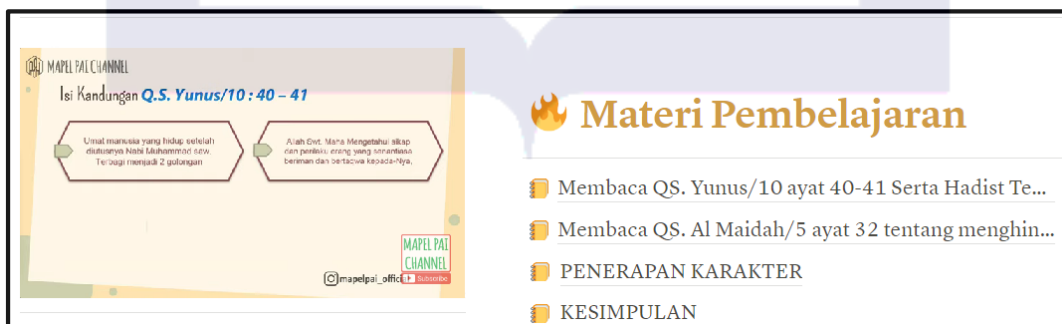 MAPEL PAI CHANNEL
Isi Kandungan Q.S. Yunus/10 : 40 – 41
Umat manusia yang hidup setelah
diutusnya Nabi Muhammad saw.
Terbagi menjadi 2 golongan
Allah Swt. Maha Mengetahui sikap
dan perilaku orang yang senantiasa
beriman dan bertaqwa kepada-Nya.
MAPEL PAI
CHANNEL
mapelpai_offici
Subscribe
Materi Pembelajaran
Membaca QS. Yunus/10 ayat 40-41 Serta Hadist Te...
Membaca QS. Al Maidah/5 ayat 32 tentang menghin...
PENERAPAN KARAKTER
KESIMPULAN